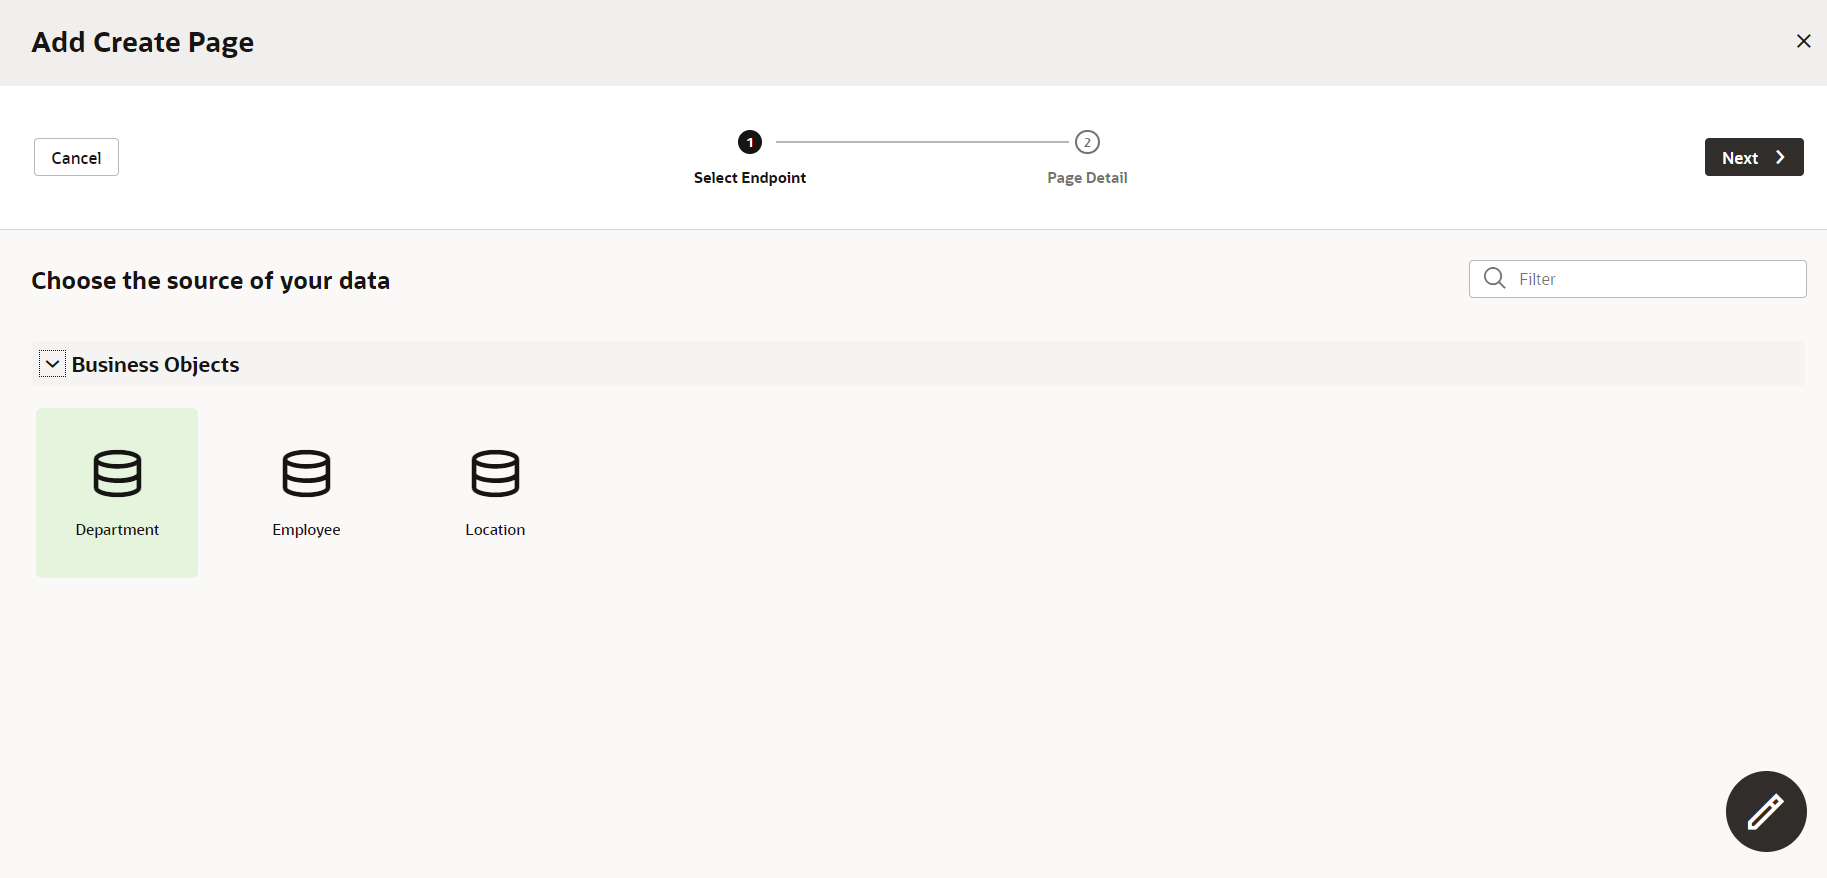 Add Create Page
Cancel
1
2
Select Endpoint
Page Detail
Next
Choose the source of your data
Filter
Business Objects
Department
Employee
Location